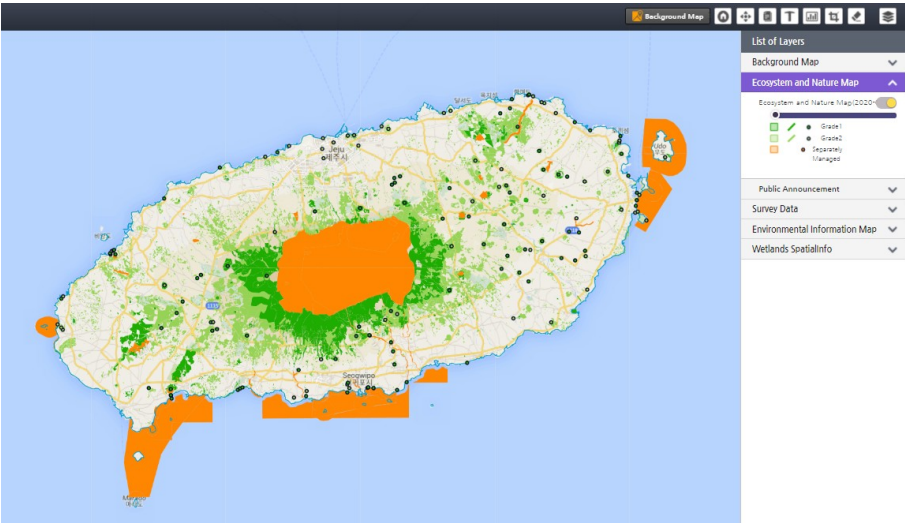 Background Map
List of Layers
Background Map
Ecosystem and Nature Map
Ecosystem and Nature Map(2020~
Grade1
Grade2
Separately
Managed
Public Announcement
Survey Data
Environmental Information Map
Wetlands SpatialInfo
Jeju
제주시
Udo
Seogwipo
서귀포시